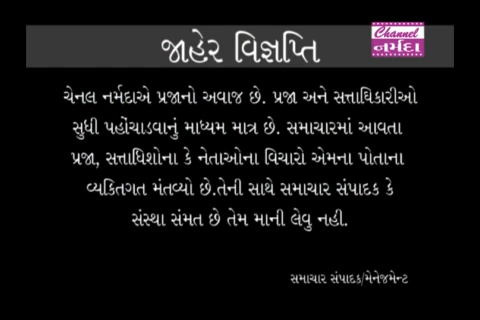 Channel
નર્મદા
જાહેર વિજ્ઞપ્તિ
ચેનલ નર્મદાએ પ્રજાનો અવાજ છે. પ્રજા અને સત્તાધિકારીઓ
સુધી પહોંચાડવાનું માધ્યમ માત્ર છે. સમાચારમાં આવતા
પ્રજા, સત્તાધિશોના કે નેતાઓના વિચારો એમના પોતાના
વ્યકિતગત મંતવ્યો છે.તેની સાથે સમાચાર સંપાદક કે
સંસ્થા સંમત છે તેમ માની લેવુ નહી.
સમાચાર સંપાદક/મેનેજમેન્ટ